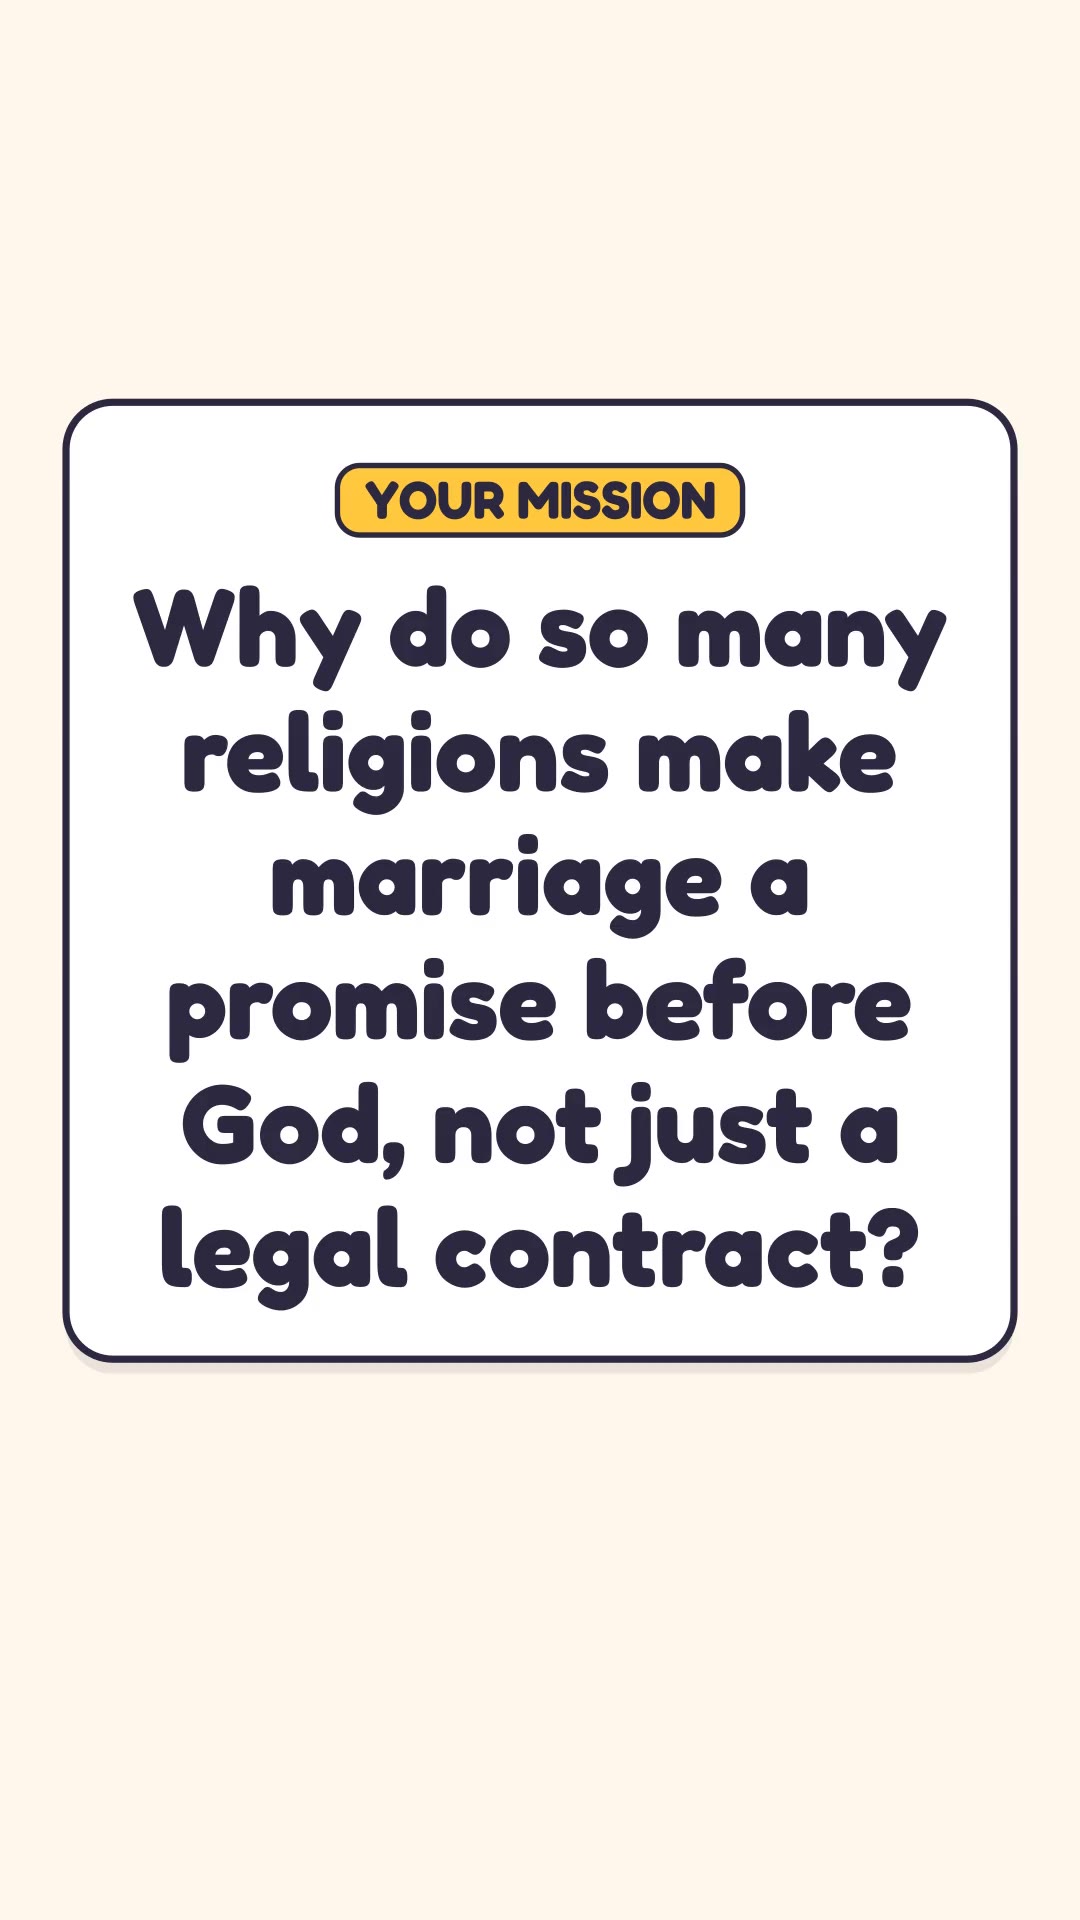 YOUR MISSION
Why do so many
religions make
marriage a
promise before
God, not just a
legal contract?